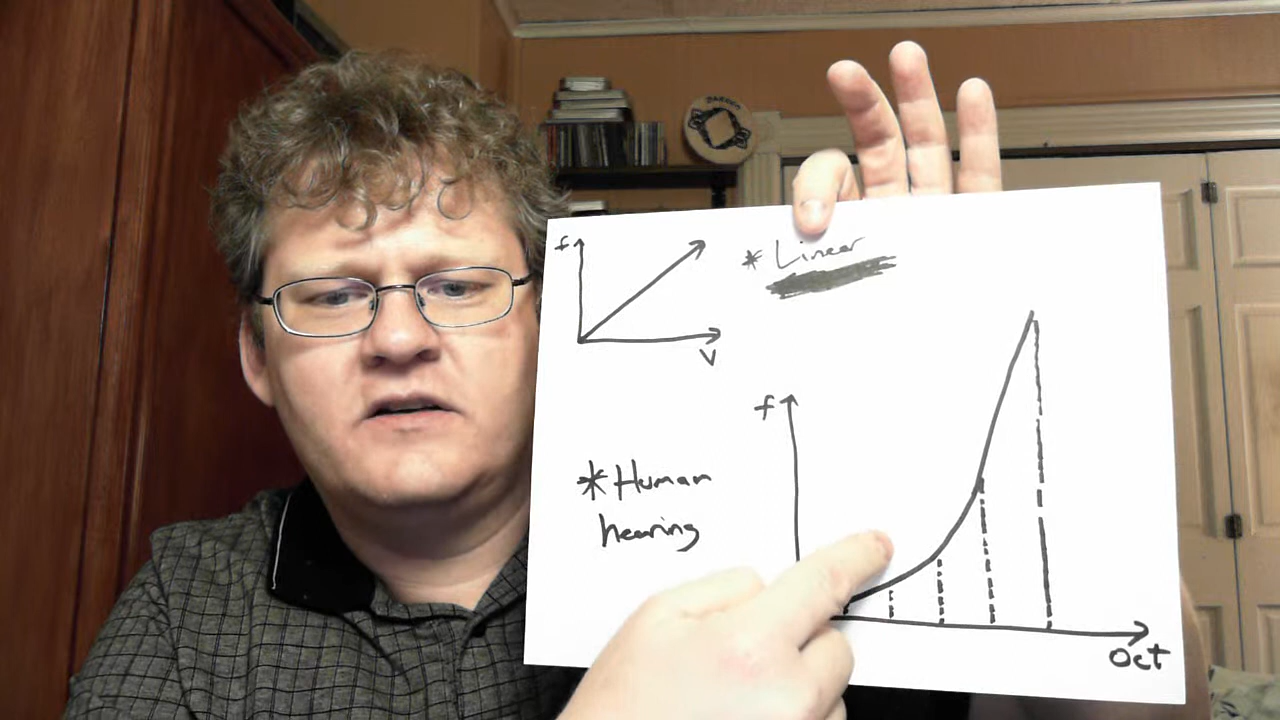 f
* Linear
V
f
* Human
hearing
Oct